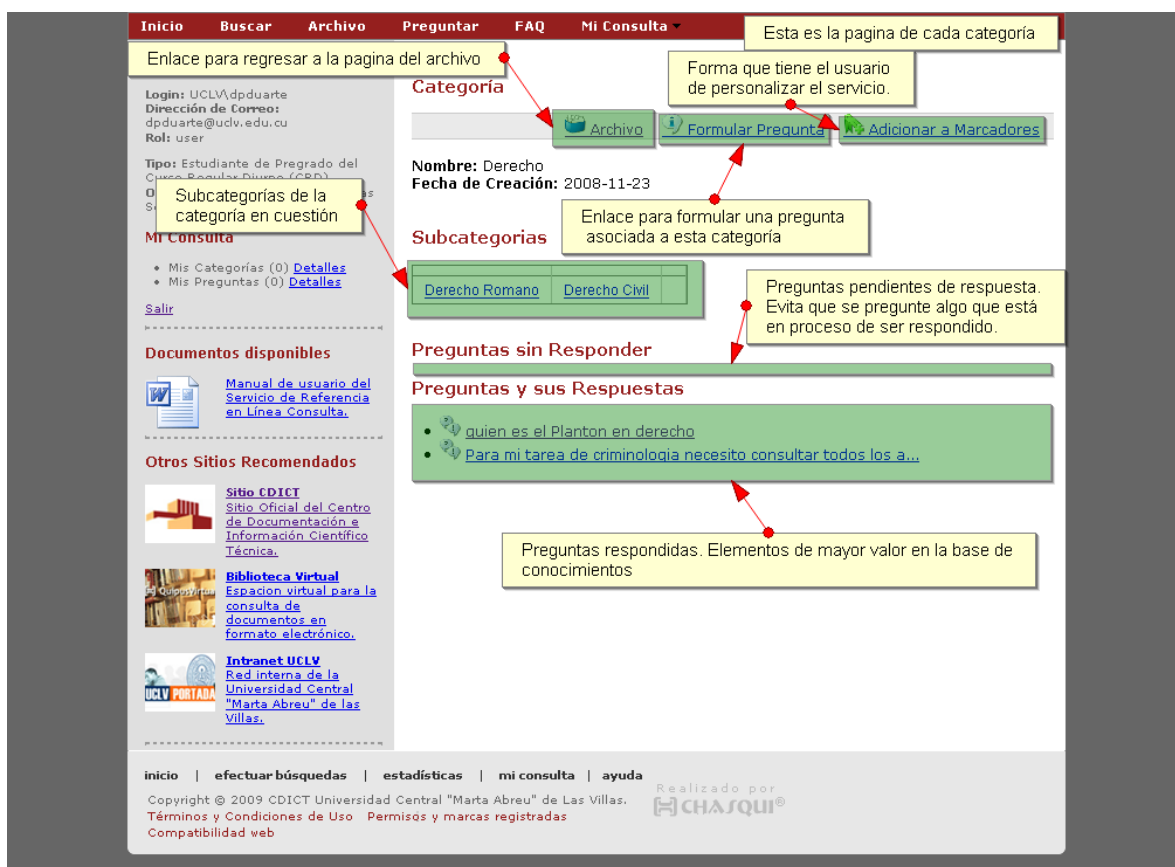 Inicio Buscar Archivo Preguntar FAQ Mi Consulta
Esta es la pagina de cada categoría
Enlace para regresar a la pagina del archivo
Forma que tiene el usuario
de personalizar el servicio.
Login: UCLV\dpduarte
Dirección de Correo:
dpduarte@uclv.edu.cu
Rol: user
Tipo: Estudiante de Pregrado del
Curso Regular Diurno (CRD)
Subcategorías de la
categoría en cuestión
Mi Consulta
Mis Categorías (0) Detalles
Mis Preguntas (0) Detalles
Salir
Documentos disponibles
Manual de usuario del
Servicio de Referencia
en Línea Consulta.
Otros Sitios Recomendados
Sitio CDICT
Sitio Oficial del Centro
de Documentación e
Información Científico
Técnica.
Biblioteca Virtual
Espacion virtual para la
consulta de
documentos en
formato electrónico.
Intranet UCLV
Red interna de la
Universidad Central
"Marta Abreu" de las
Villas.
UCLV PORTADA
Categoría
Archivo Formular Pregunta Adicionar a Marcadores
Nombre: Derecho
Fecha de Creación: 2008-11-23
Enlace para formular una pregunta
asociada a esta categoría
Subcategorias
Derecho Romano Derecho Civil
Preguntas pendientes de respuesta.
Evita que se pregunte algo que está
en proceso de ser respondido.
Preguntas sin Responder
Preguntas y sus Respuestas
quien es el Planton en derecho
Para mi tarea de criminologia necesito consultar todos los a...
Preguntas respondidas. Elementos de mayor valor en la base de
conocimientos
inicio | efectuar búsquedas | estadísticas | mi consulta | ayuda
Copyright © 2009 CDICT Universidad Central "Marta Abreu" de Las Villas.
Términos y Condiciones de Uso Permisos y marcas registradas
Compatibilidad web
Realizado por
CHASQUI®